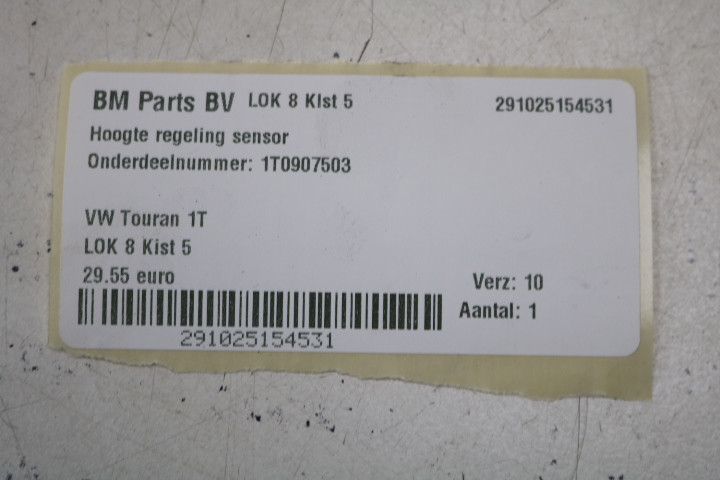 BM Parts BV LOK 8 KIst 5 291025154531
Hoogte regeling sensor
Onderdeelnummer: 1T0907503
VW Touran 1T
LOK 8 Kist 5
29.55 euro
Verz: 10
Aantal: 1
291025154531